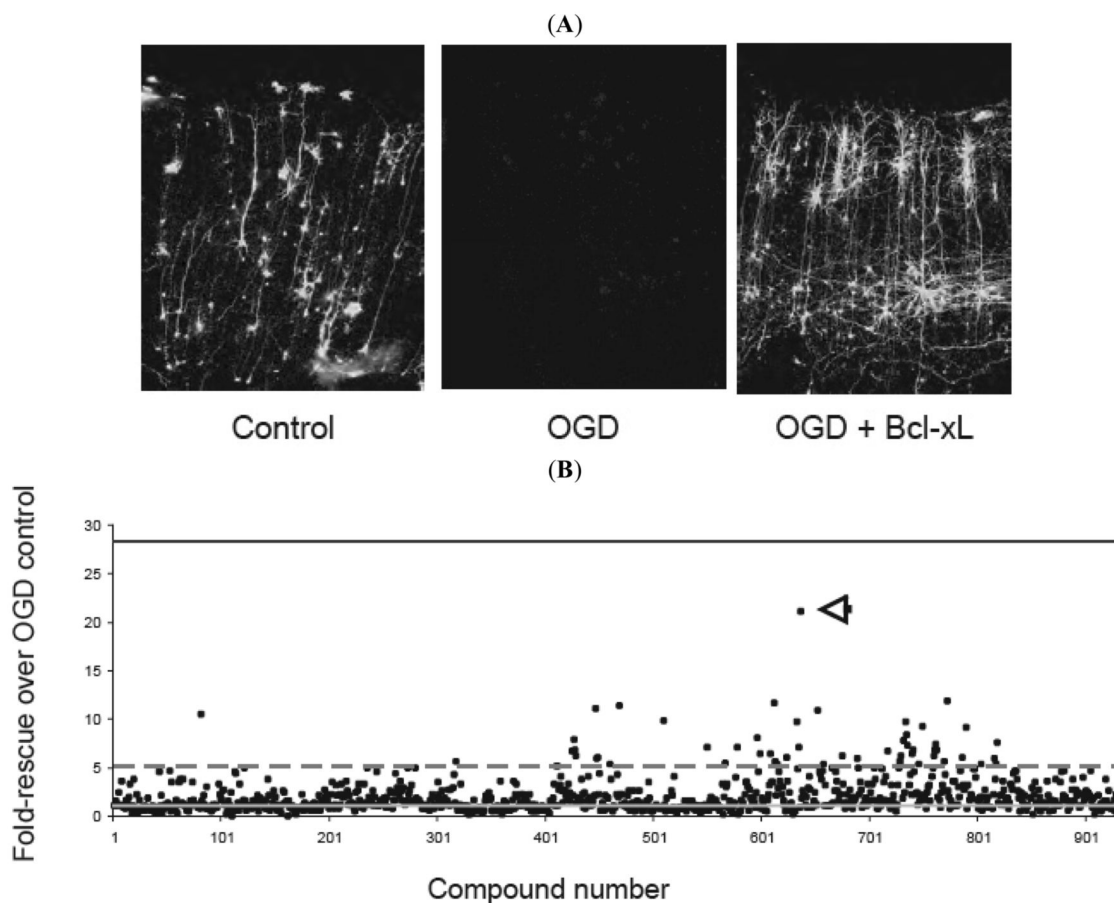 (A)
Control
OGD
OGD + Bcl-xL
(B)
Fold-rescue over OGD control
30
25
20
15
10
5
0
1
101
201
301
401
501
601
701
801
901
Compound number